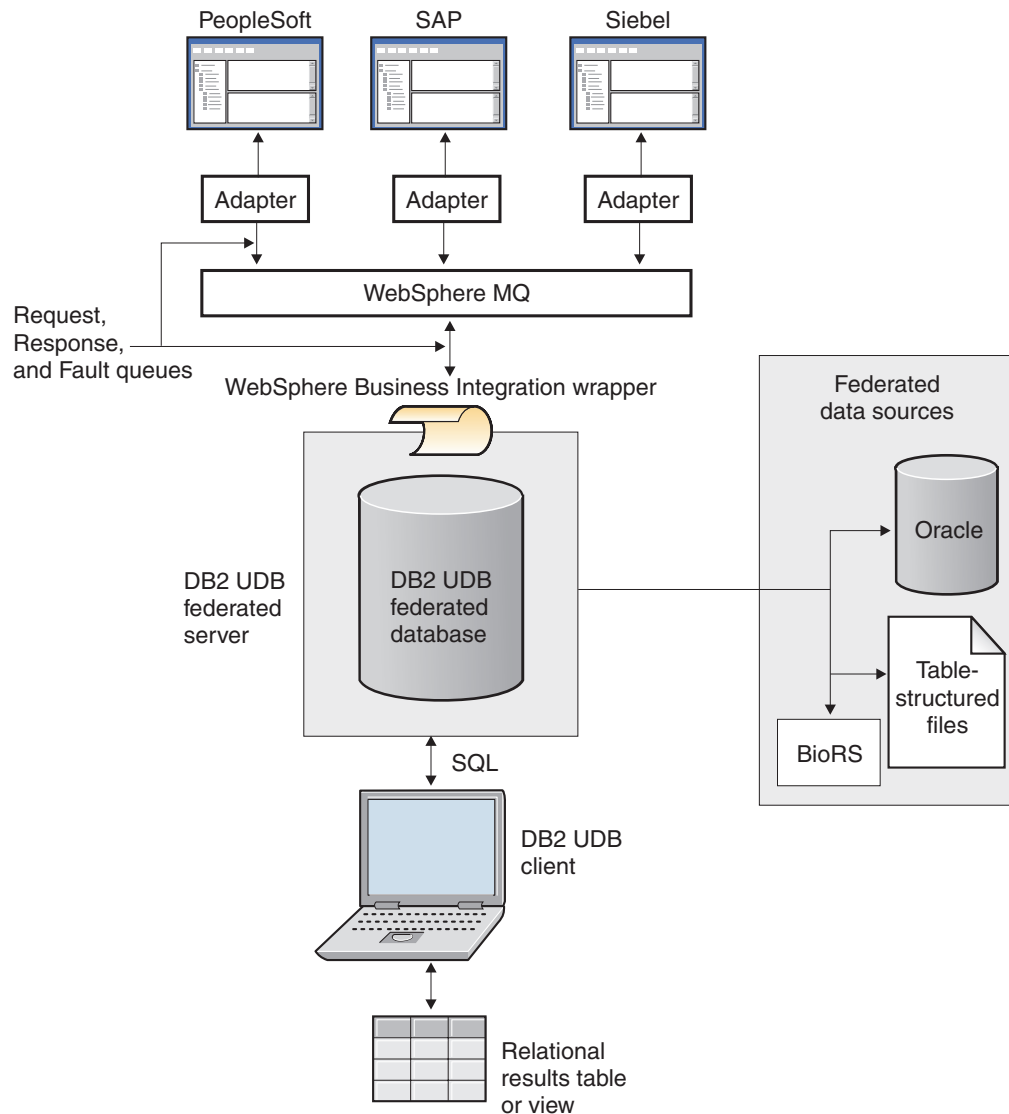 PeopleSoft
SAP
Siebel
Adapter
Adapter
Adapter
WebSphere MQ
Request,
Response,
and Fault queues
WebSphere Business Integration wrapper
Federated
data sources
Oracle
DB2 UDB
federated
server
DB2 UDB
federated
database
Table-
structured
files
BioRS
SQL
DB2 UDB
client
Relational
results table
or view